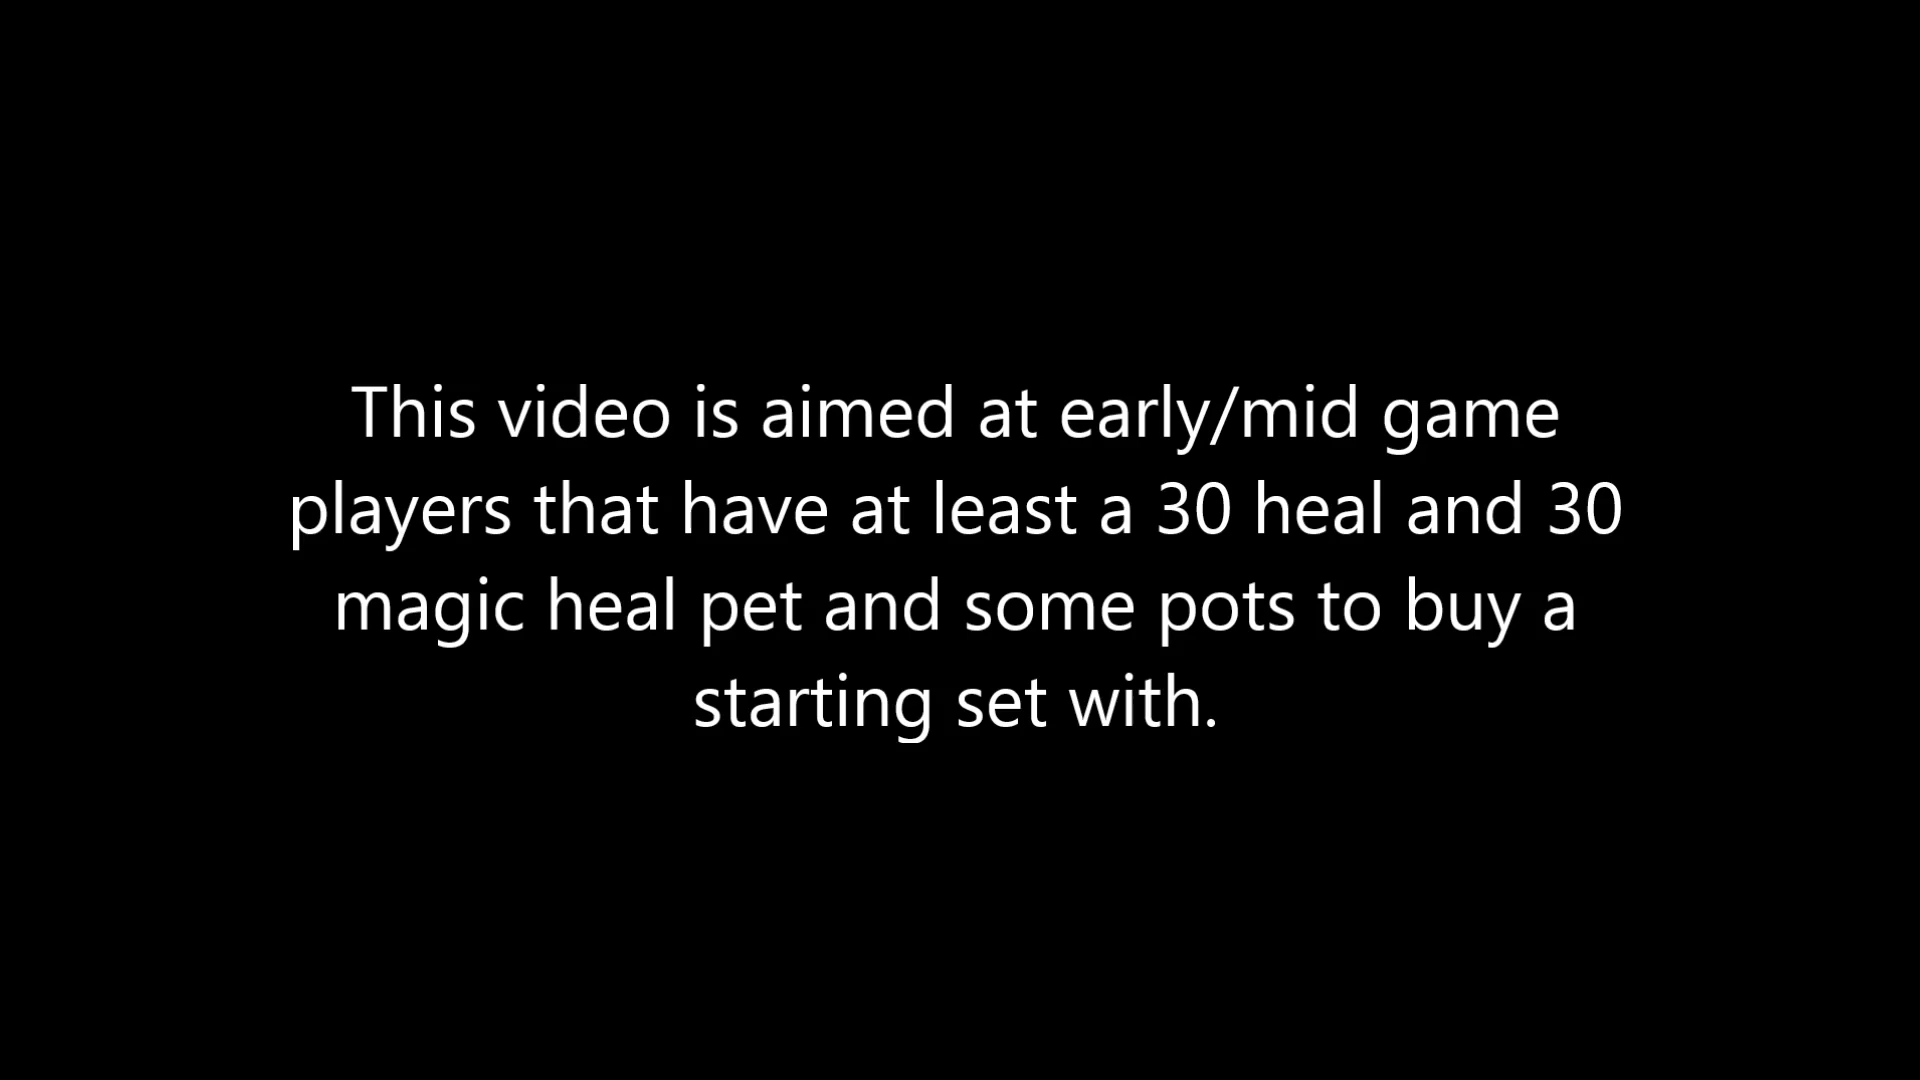 This video is aimed at early/mid game
players that have at least a 30 heal and 30
magic heal pet and some pots to buy a
starting set with.